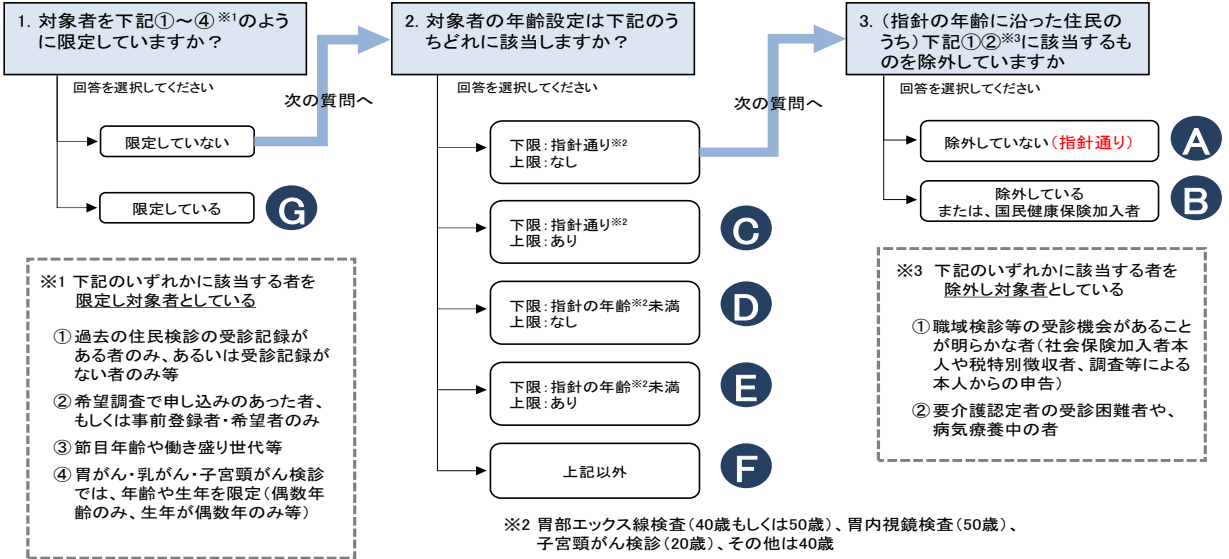 1. 対象者を下記①～④※1のように限定していますか？
回答を選択してください
次の質問へ
限定していない
限定している
G
※1 下記のいずれかに該当する者を
限定し対象者としている
①過去の住民検診の受診記録が
ある者のみ、あるいは受診記録が
ない者のみ等
②希望調査で申し込みのあった者、
もしくは事前登録者・希望者のみ
③節目年齢や働き盛り世代等
④胃がん・乳がん・子宮頸がん検診
では、年齢や生年を限定(偶数年
齢のみ、生年が偶数年のみ等)
2. 対象者の年齢設定は下記のう
ちどれに該当しますか？
回答を選択してください
次の質問へ
下限：指針通り※2
上限：なし
下限：指針通り※2
上限：あり
C
下限：指針の年齢※2未満
上限：なし
D
下限：指針の年齢※2未満
上限：あり
E
上記以外
F
※2 胃部エックス線検査(40歳もしくは50歳)、胃内視鏡検査(50歳)、
子宮頸がん検診(20歳)、その他は40歳
3. (指針の年齢に沿った住民の
うち)下記①②※3に該当するも
のを除外していますか
回答を選択してください
除外していない(指針通り)
A
除外している
または、国民健康保険加入者
B
※3 下記のいずれかに該当する者を
除外し対象者としている
①職域検診等の受診機会があること
が明らかな者(社会保険加入者本
人や税特別徴収者、調査等による
本人からの申告)
②要介護認定者の受診困難者や、
病気療養中の者